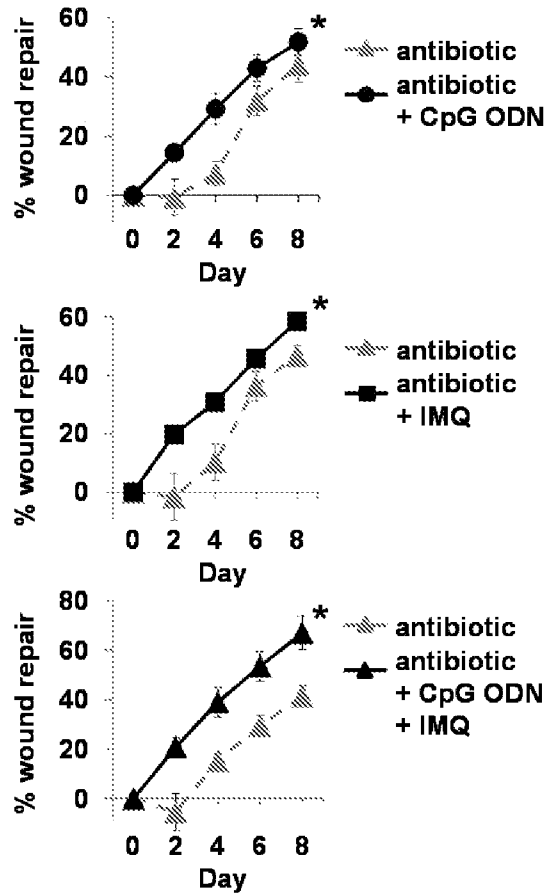 60
40
20
0
% wound repair
*
0 2 4 6 8
Day
antibiotic
antibiotic
+ CpG ODN
60
40
20
0
% wound repair
*
0 2 4 6 8
Day
antibiotic
antibiotic
+ IMQ
80
60
40
20
0
% wound repair
*
0 2 4 6 8
Day
antibiotic
antibiotic
+ CpG ODN
+ IMQ